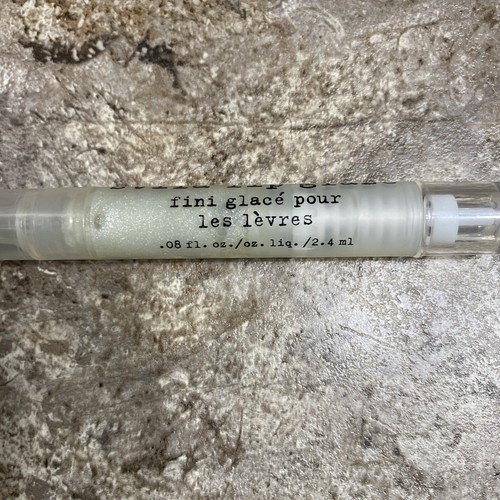 fini glacé pour
les lèvres
.08 fl. oz./oz. liq./2.4 ml